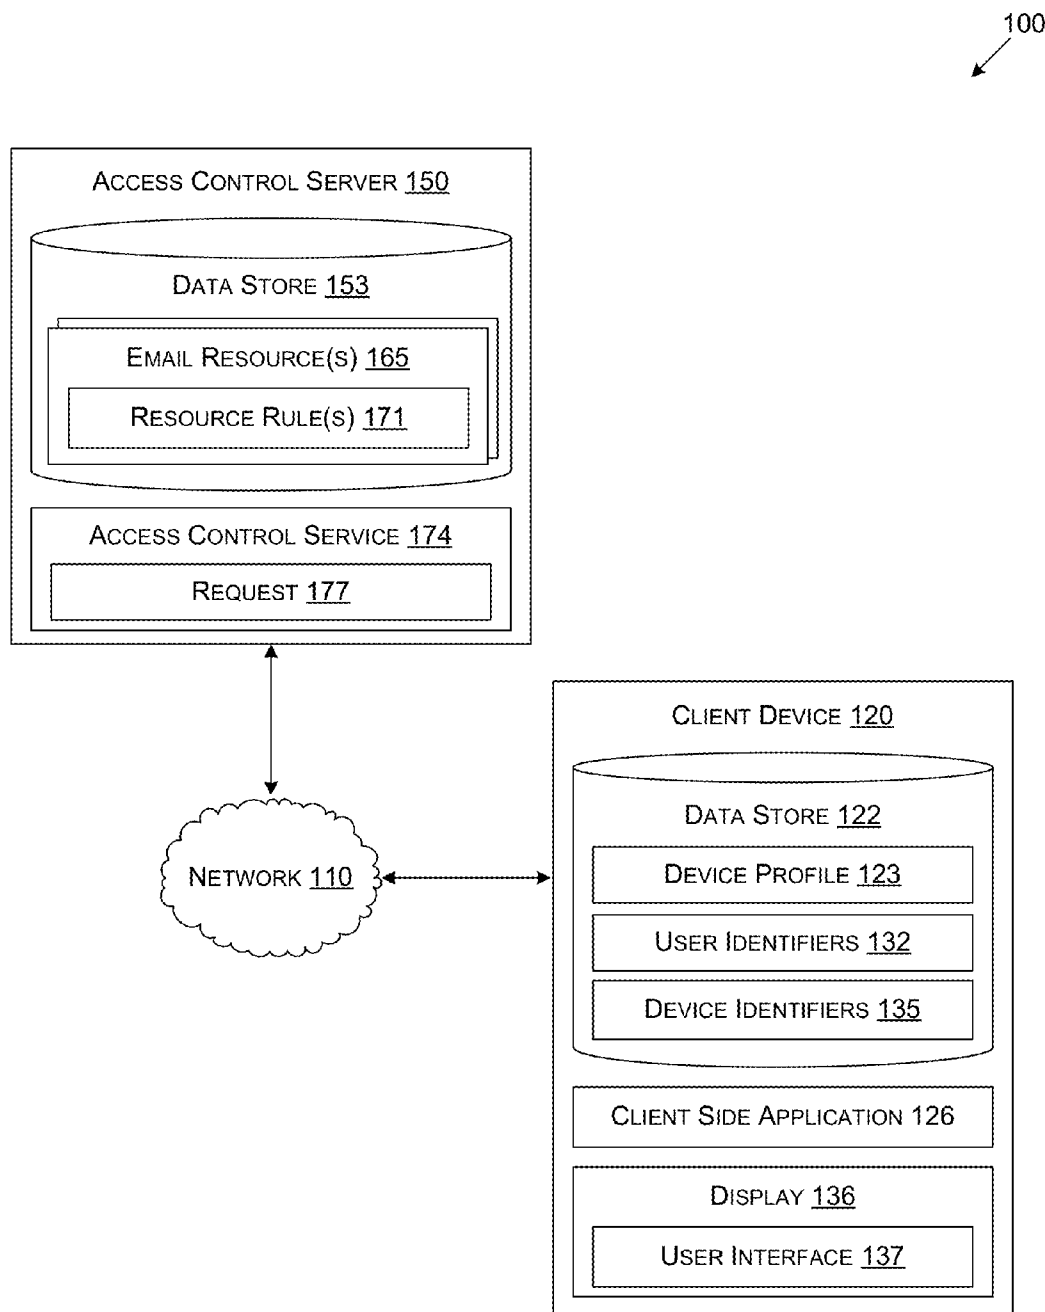 100
ACCESS CONTROL SERVER 150
DATA STORE 153
EMAIL RESOURCE(S) 165
RESOURCE RULE(S) 171
ACCESS CONTROL SERVICE 174
REQUEST 177
NETWORK 110
CLIENT DEVICE 120
DATA STORE 122
DEVICE PROFILE 123
USER IDENTIFIERS 132
DEVICE IDENTIFIERS 135
CLIENT SIDE APPLICATION 126
DISPLAY 136
USER INTERFACE 137